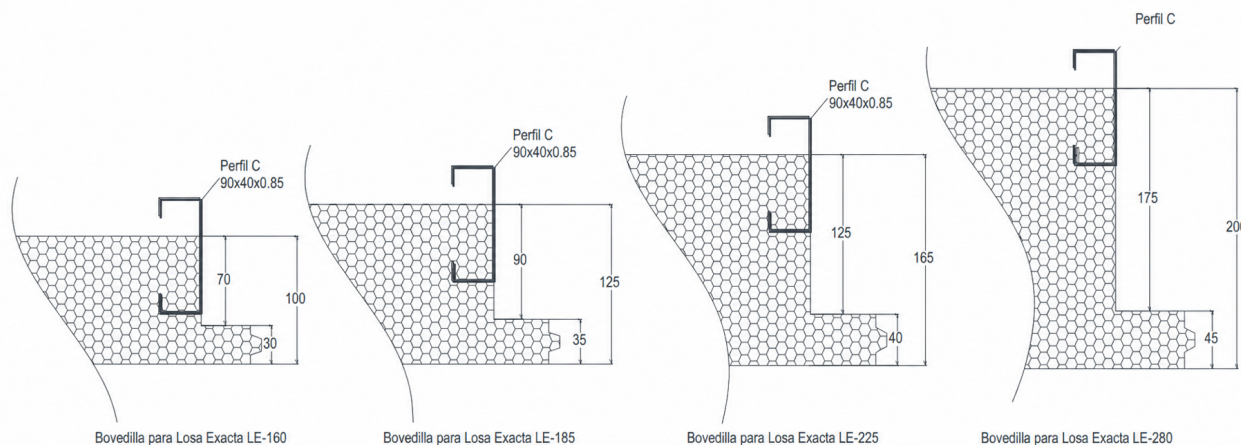 Perfil C
90x40x0.85
70
100
30
Bovedilla para Losa Exacta LE-160
Perfil C
90x40x0.85
90
125
35
Bovedilla para Losa Exacta LE-185
Perfil C
90x40x0.85
125
165
40
Bovedilla para Losa Exacta LE-225
Perfil C
175
200
45
Bovedilla para Losa Exacta LE-280